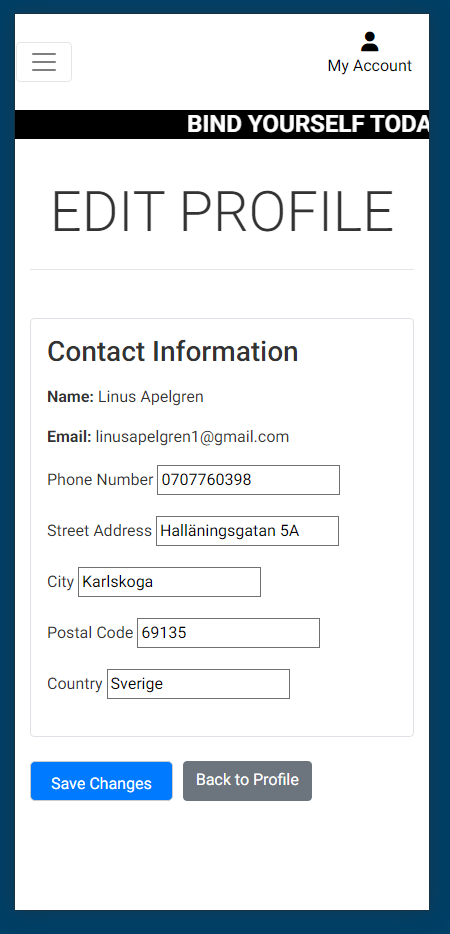 My Account
BIND YOURSELF TODA
EDIT PROFILE
Contact Information
Name: Linus Apelgren
Email: linusapelgren1@gmail.com
Phone Number 0707760398
Street Address Halläningsgatan 5A
City Karlskoga
Postal Code 69135
Country Sverige
Save Changes Back to Profile